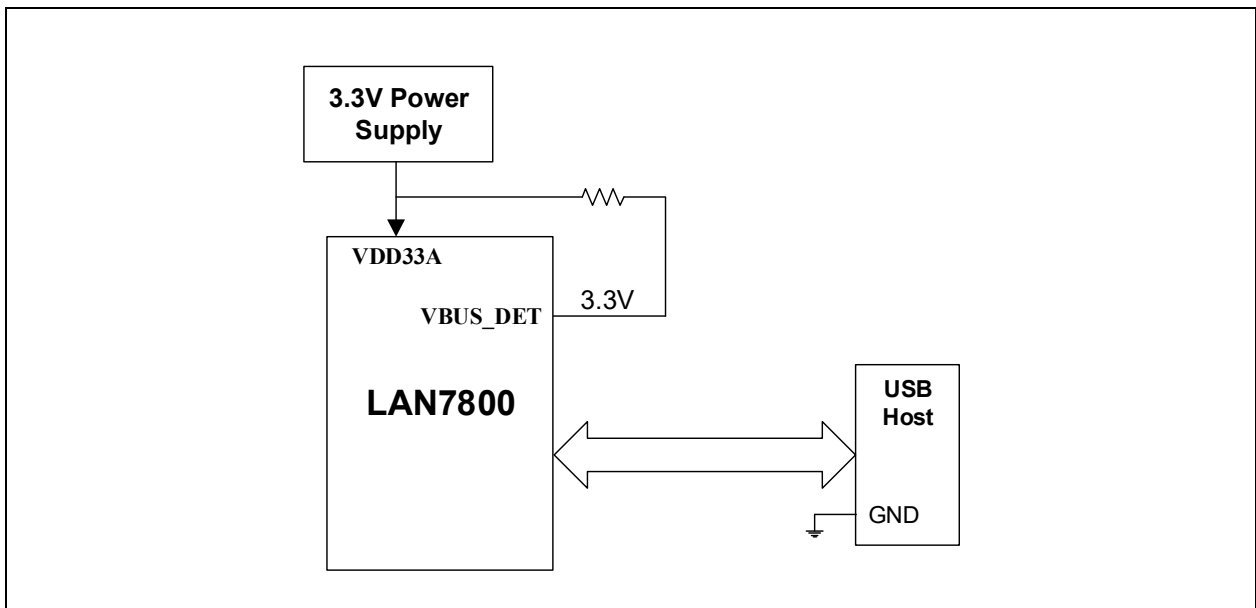 3.3V Power
Supply
VDD33A
VBUS_DET
3.3V
LAN7800
USB
Host
GND